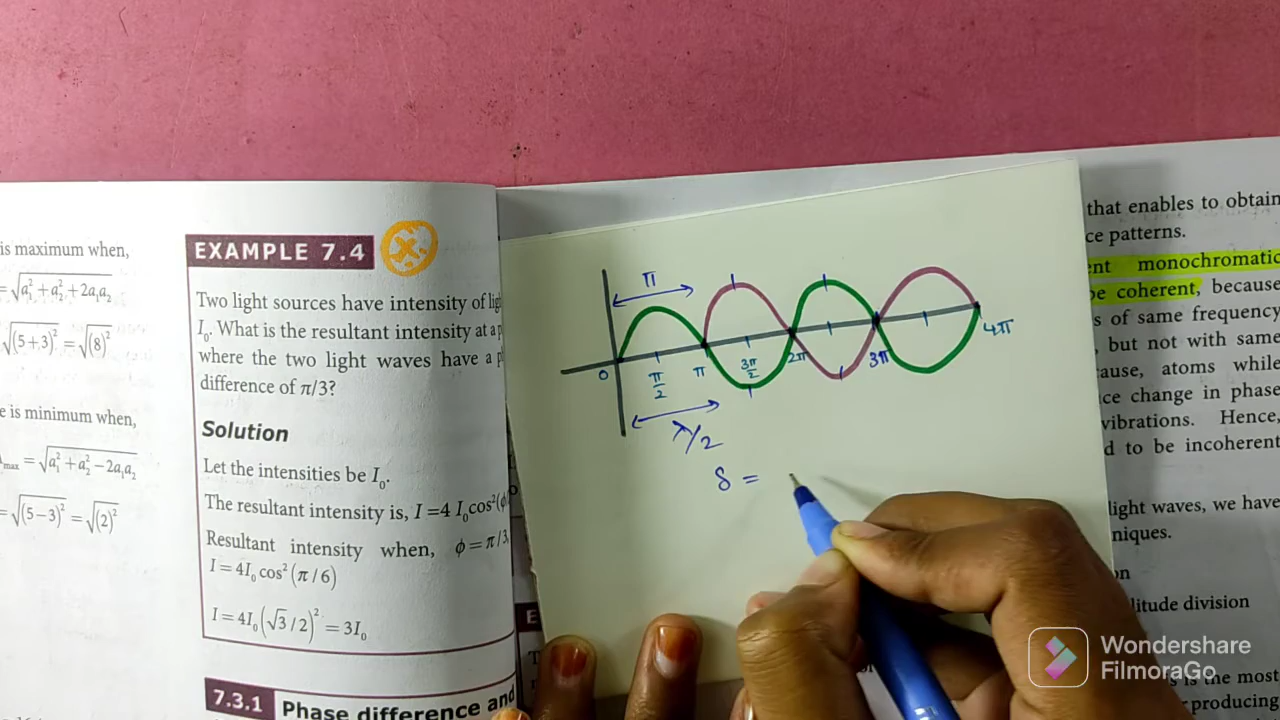 is maximum when,
= √a₁² + a₂² + 2a₁a₂
√(5+3)² = √(8)²
e is minimum when,
max = √a₁² + a₂² − 2a₁a₂
= √(5−3)² = √(2)²
EXAMPLE 7.4
Two light sources have intensity of lig
I₀. What is the resultant intensity at a p
where the two light waves have a p
difference of π/3?
Solution
Let the intensities be I₀.
The resultant intensity is, I = 4 I₀ cos²(ϕ/
Resultant intensity when, ϕ = π/3,
I = 4I₀ cos²(π / 6)
I = 4I₀(√3 / 2)² = 3I₀
7.3.1 Phase difference and
π
0 π/2 π 3π/2 2π 3π 4π
λ/2
δ =
that enables to obtain
ce patterns.
ent monochromatic
be coherent, because
s of same frequency
, but not with same
cause, atoms while
ce change in phase
vibrations. Hence,
d to be incoherent
light waves, we have
niques.
on
litude division
s the most
producing
Wondershare
FilmoraGo